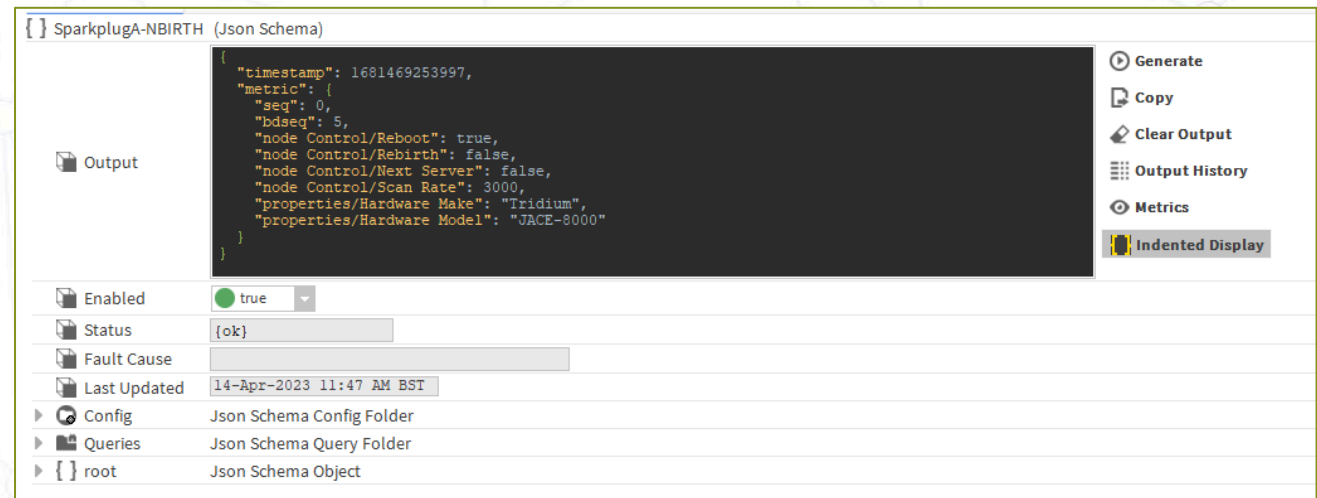 { } SparkplugA-NBIRTH (Json Schema)
Output
{
"timestamp": 1681469253997,
"metric": {
"seq": 0,
"bdseq": 5,
"node Control/Reboot": true,
"node Control/Rebirth": false,
"node Control/Next Server": false,
"node Control/Scan Rate": 3000,
"properties/Hardware Make": "Tridium",
"properties/Hardware Model": "JACE-8000"
}
}
Generate
Copy
Clear Output
Output History
Metrics
Indented Display
Enabled true
Status {ok}
Fault Cause
Last Updated 14-Apr-2023 11:47 AM BST
Config Json Schema Config Folder
Queries Json Schema Query Folder
{ } root Json Schema Object